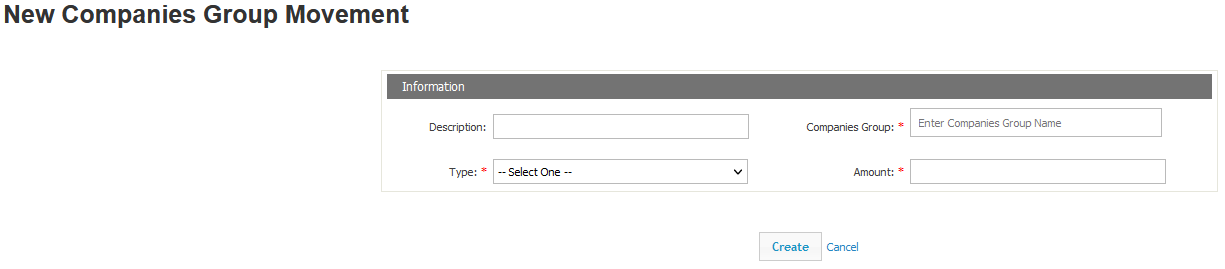 New Companies Group Movement
Information
Description:
Companies Group: * Enter Companies Group Name
Type: * -- Select One --
Amount: *
Create Cancel